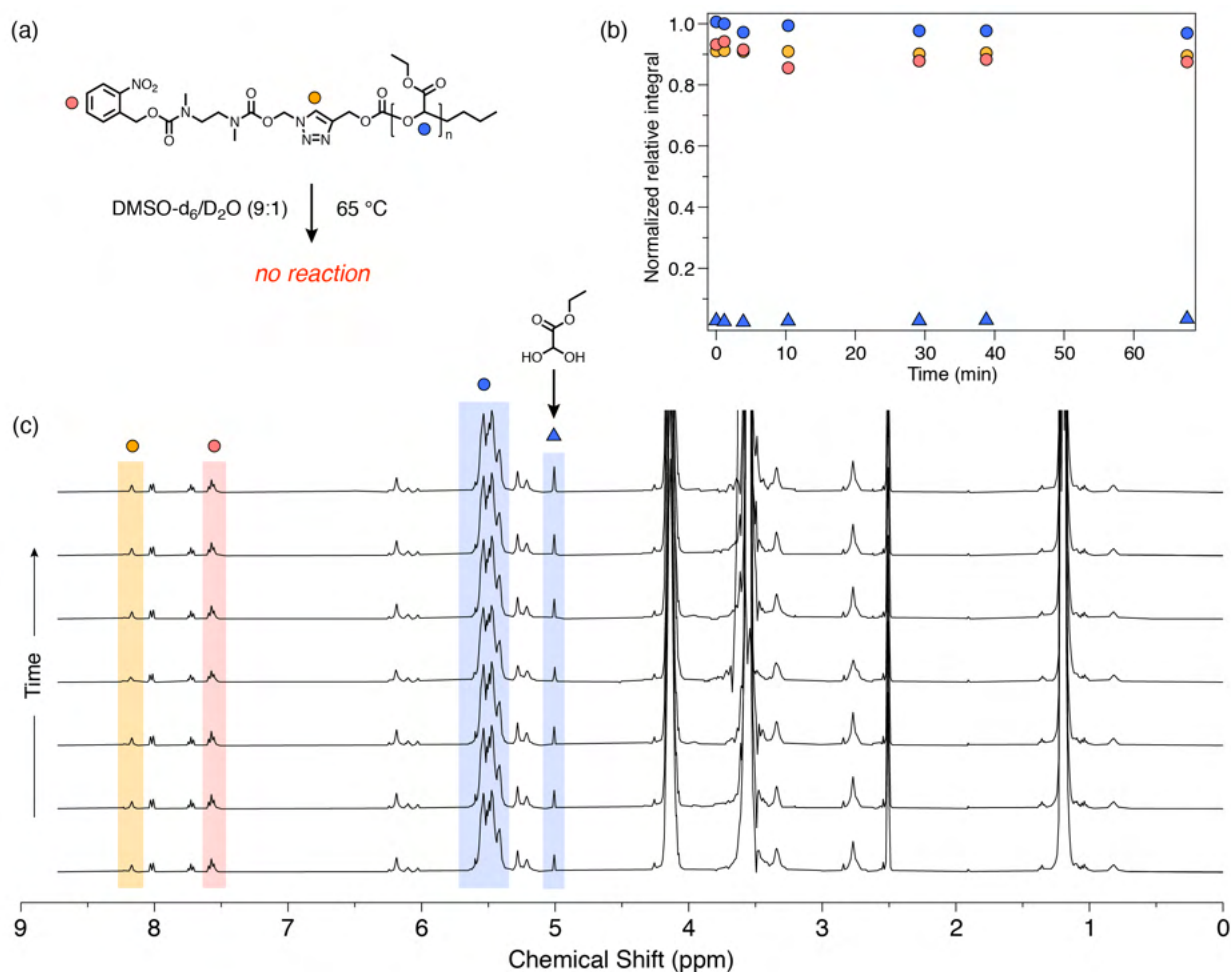 (a)
O
O
NO₂
O
O
N
N
O
O
O
N
N
N
O
O
O
O
n
DMSO-d₆/D₂O (9:1)
65 °C
no reaction
O
O
HO
OH
(b)
1.0
0.8
0.6
0.4
0.2
Normalized relative integral
0
10
20
30
40
50
60
Time (min)
(c)
Time
9
8
7
6
5
4
3
2
1
0
Chemical Shift (ppm)